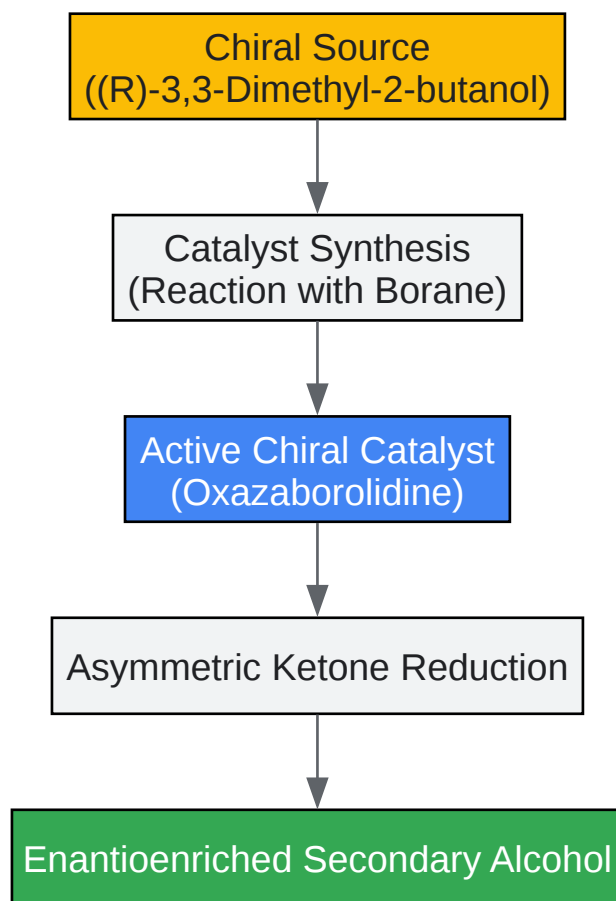 Chiral Source
((R)-3,3-Dimethyl-2-butanol)
Catalyst Synthesis
(Reaction with Borane)
Active Chiral Catalyst
(Oxazaborolidine)
Asymmetric Ketone Reduction
Enantioenriched Secondary Alcohol